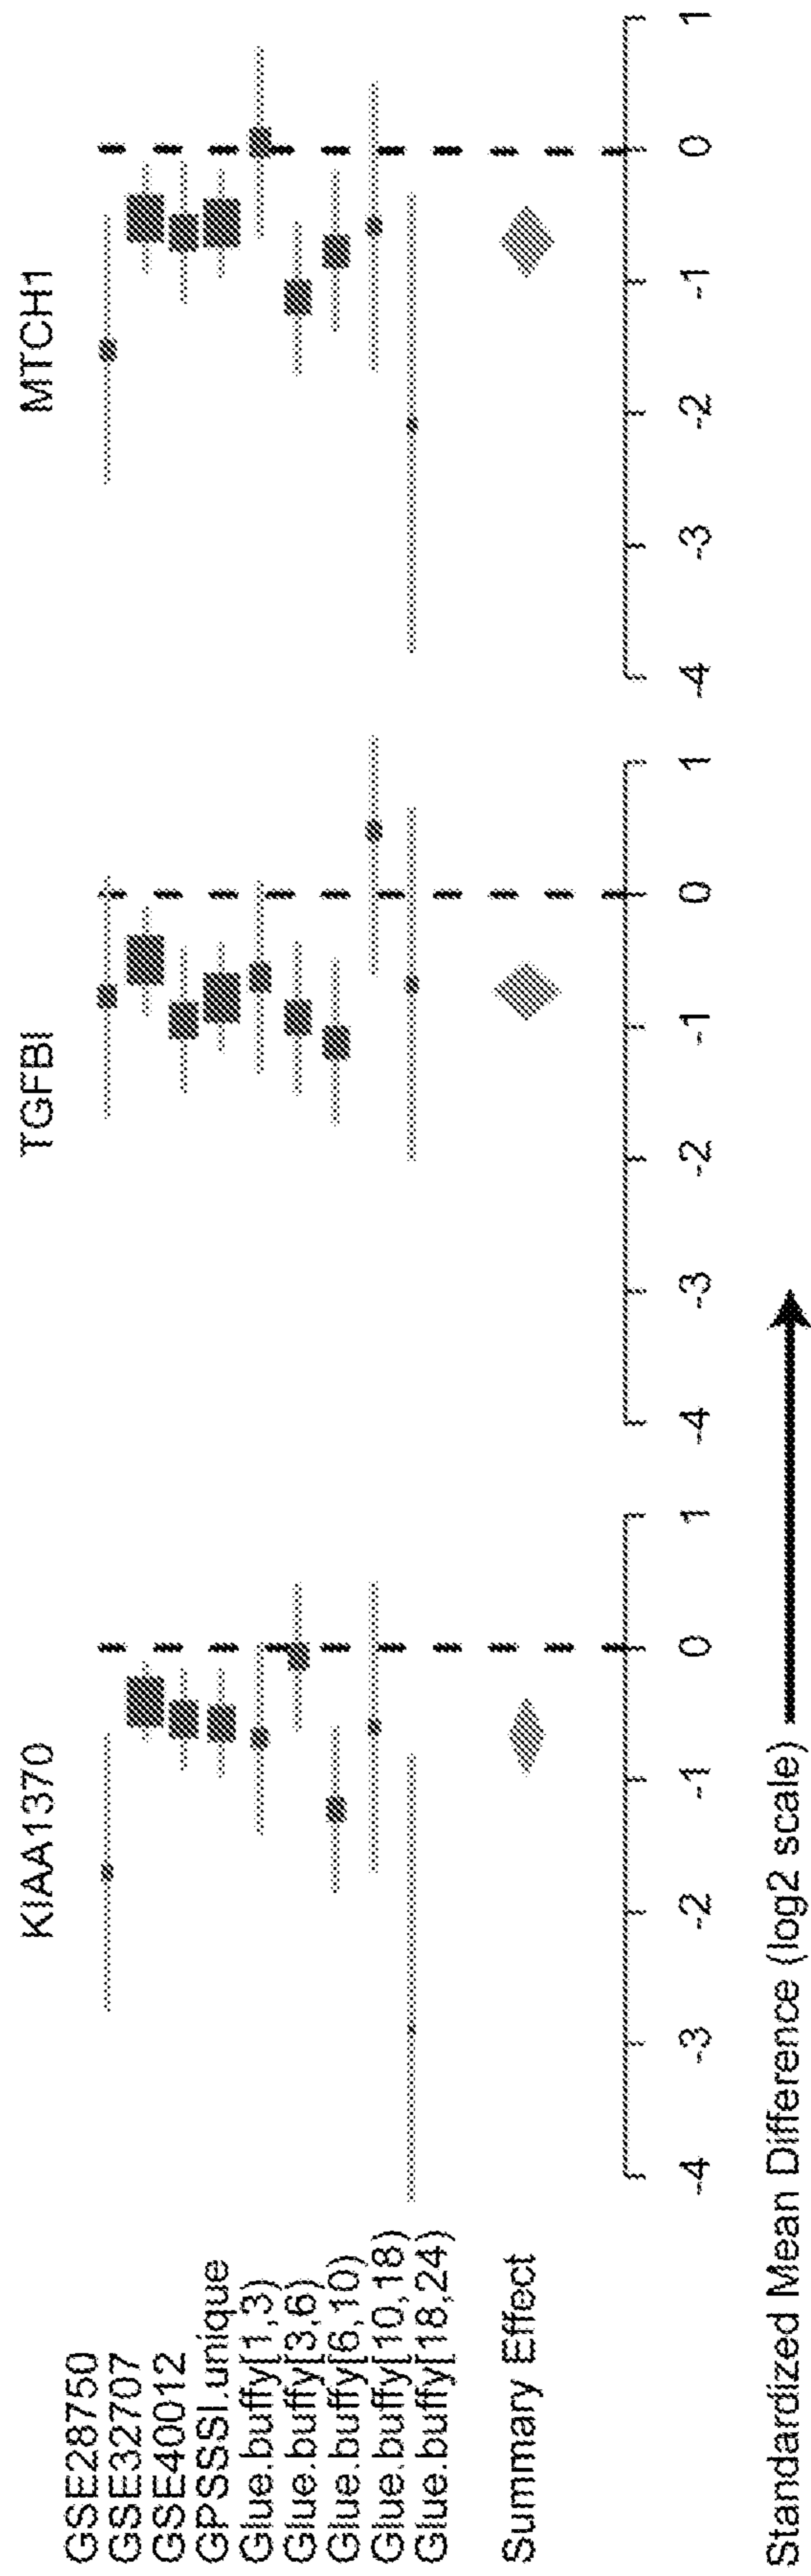 KIAA1370 TGFBI MTCH1
GSE28750
GSE32707
GSE40012
GPSSSI.unique
Glue.buffy[1,3)
Glue.buffy[3,6)
Glue.buffy[6,10)
Glue.buffy[10,18)
Glue.buffy[18,24)
Summary Effect
-4 -3 -2 -1 0 1 -4 -3 -2 -1 0 1 -4 -3 -2 -1 0 1
Standardized Mean Difference (log2 scale)